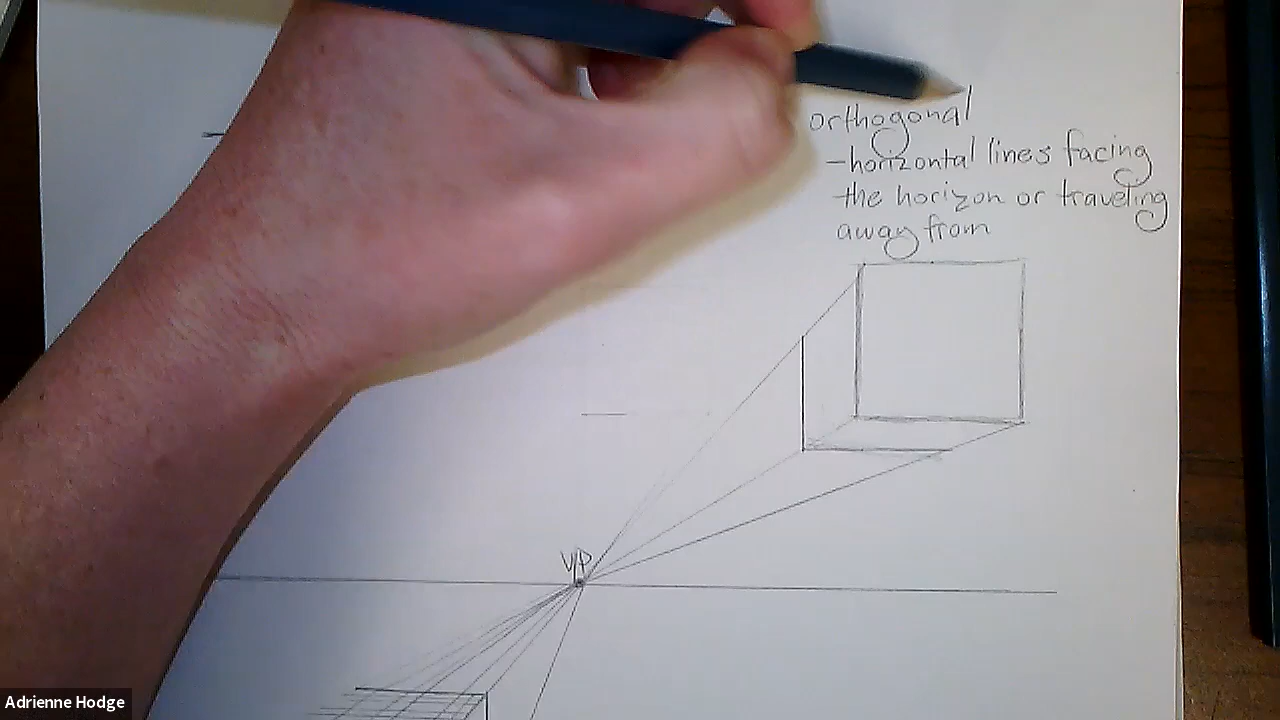 orthogonal
-horizontal lines facing
the horizon or traveling
away from
VP
Adrienne Hodge